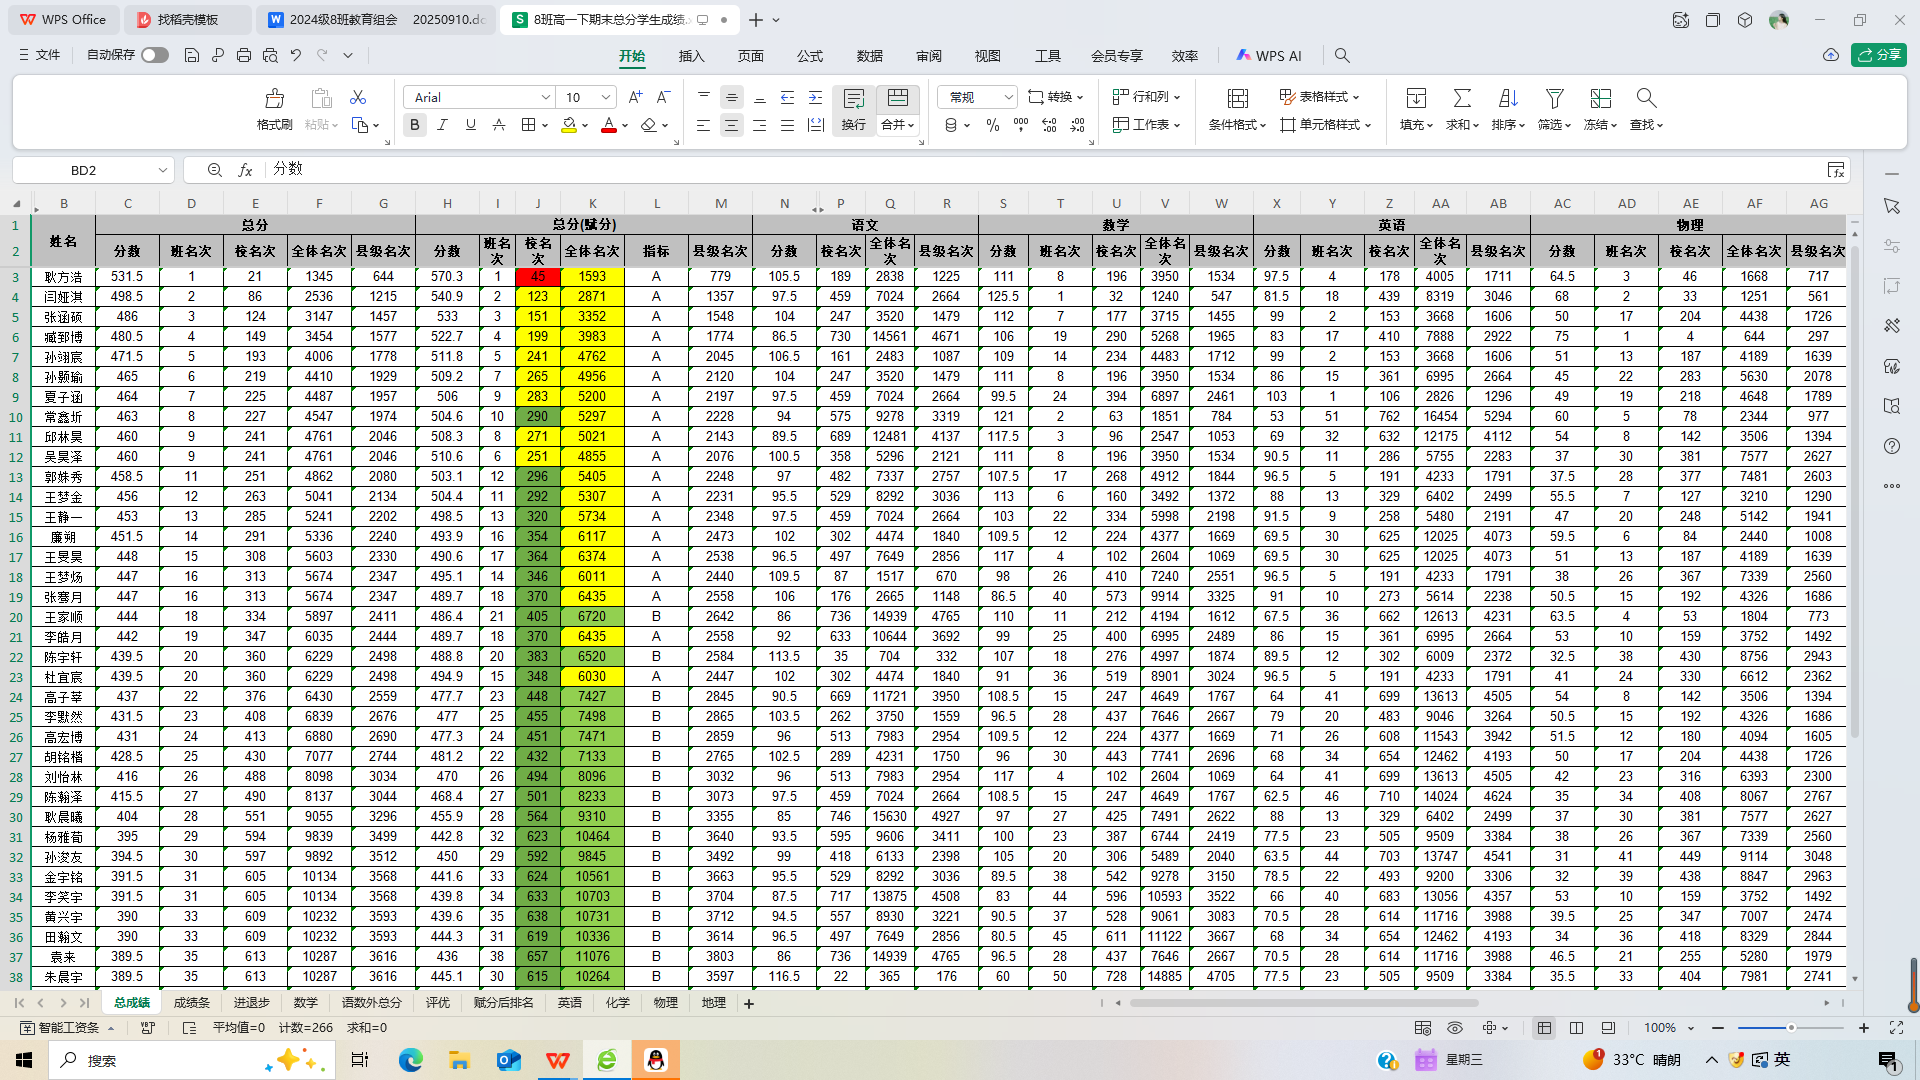 WPS Office 找稻壳模板 2024级8班教育组会 20250910.do 8班高一下期末总分学生成绩.x
文件 自动保存 开始 插入 页面 公式 数据 审阅 视图 工具 会员专享 效率 WPS AI 分享
格式刷 粘贴 Arial 10 B I U A 换行 合并 常规 转换 % 行和列 工作表 条件格式 表格样式 单元格样式 填充 求和 排序 筛选 冻结 查找
BD2 fx 分数
B C D E F G H I J K L M N P Q R S T U V W X Y Z AA AB AC AD AE AF AG
1 姓名 总分 总分(赋分) 语文 数学 英语 物理
2 分数 班名次 校名次 全体名次 县级名次 分数 班名次 校名次 全体名次 指标 县级名次 分数 校名次 全体名次 县级名次 分数 班名次 校名次 全体名次 县级名次 分数 班名次 校名次 全体名次 县级名次 分数 班名次 校名次 全体名次 县级名次
3 耿方浩 531.5 1 21 1345 644 570.3 1 45 1593 A 779 105.5 189 2838 1225 111 8 196 3950 1534 97.5 4 178 4005 1711 64.5 3 46 1668 717
4 闫娅淇 498.5 2 86 2536 1215 540.9 2 123 2871 A 1357 97.5 459 7024 2664 125.5 1 32 1240 547 81.5 18 439 8319 3046 68 2 33 1251 561
5 张涵硕 486 3 124 3147 1457 533 3 151 3352 A 1548 104 247 3520 1479 112 7 177 3715 1455 99 2 153 3668 1606 50 17 204 4438 1726
6 臧郅博 480.5 4 149 3454 1577 522.7 4 199 3983 A 1774 86.5 730 14561 4671 106 19 290 5268 1965 83 17 410 7888 2922 75 1 4 644 297
7 孙翊宸 471.5 5 193 4006 1778 511.8 5 241 4762 A 2045 106.5 161 2483 1087 109 14 234 4483 1712 99 2 153 3668 1606 51 13 187 4189 1639
8 孙颢瑜 465 6 219 4410 1929 509.2 7 265 4956 A 2120 104 247 3520 1479 111 8 196 3950 1534 86 15 361 6995 2664 45 22 283 5630 2078
9 夏子涵 464 7 225 4487 1957 506 9 283 5200 A 2197 97.5 459 7024 2664 99.5 24 394 6897 2461 103 1 106 2826 1296 49 19 218 4648 1789
10 常鑫圻 463 8 227 4547 1974 504.6 10 290 5297 A 2228 94 575 9278 3319 121 2 63 1851 784 53 51 762 16454 5294 60 5 78 2344 977
11 邱林昊 460 9 241 4761 2046 508.3 8 271 5021 A 2143 89.5 689 12481 4137 117.5 3 96 2547 1053 69 32 632 12175 4112 54 8 142 3506 1394
12 吴昊泽 460 9 241 4761 2046 510.6 6 251 4855 A 2076 100.5 358 5296 2121 111 8 196 3950 1534 90.5 11 286 5755 2283 37 30 381 7577 2627
13 郭姝秀 458.5 11 251 4862 2080 503.1 12 296 5405 A 2248 97 482 7337 2757 107.5 17 268 4912 1844 96.5 5 191 4233 1791 37.5 28 377 7481 2603
14 王梦金 456 12 263 5041 2134 504.4 11 292 5307 A 2231 95.5 529 8292 3036 113 6 160 3492 1372 88 13 329 6402 2499 55.5 7 127 3210 1290
15 王静一 453 13 285 5241 2202 498.5 13 320 5734 A 2348 97.5 459 7024 2664 103 22 334 5998 2198 91.5 9 258 5480 2191 47 20 248 5142 1941
16 廉朔 451.5 14 291 5336 2240 493.9 16 354 6117 A 2473 102 302 4474 1840 109.5 12 224 4377 1669 69.5 30 625 12025 4073 59.5 6 84 2440 1008
17 王旻昊 448 15 308 5603 2330 490.6 17 364 6374 A 2538 96.5 497 7649 2856 117 4 102 2604 1069 69.5 30 625 12025 4073 51 13 187 4189 1639
18 王梦炀 447 16 313 5674 2347 495.1 14 346 6011 A 2440 109.5 87 1517 670 98 26 410 7240 2551 96.5 5 191 4233 1791 38 26 367 7339 2560
19 张骞月 447 16 313 5674 2347 489.7 18 370 6435 A 2558 106 176 2665 1148 86.5 40 573 9914 3325 91 10 273 5614 2238 50.5 15 192 4326 1686
20 王家顺 444 18 334 5897 2411 486.4 21 405 6720 B 2642 86 736 14939 4765 110 11 212 4194 1612 67.5 36 662 12613 4231 63.5 4 53 1804 773
21 李皓月 442 19 347 6035 2444 489.7 18 370 6435 A 2558 92 633 10644 3692 99 25 400 6995 2489 86 15 361 6995 2664 53 10 159 3752 1492
22 陈宇轩 439.5 20 360 6229 2498 488.8 20 383 6520 B 2584 113.5 35 704 332 107 18 276 4997 1874 89.5 12 302 6009 2372 32.5 38 430 8756 2943
23 杜宜宸 439.5 20 360 6229 2498 494.9 15 348 6030 A 2447 102 302 4474 1840 91 36 519 8901 3024 96.5 5 191 4233 1791 41 24 330 6612 2362
24 高子莘 437 22 376 6430 2559 477.7 23 448 7427 B 2845 90.5 669 11721 3950 108.5 15 247 4649 1767 64 41 699 13613 4505 54 8 142 3506 1394
25 李默然 431.5 23 408 6839 2676 477 25 455 7498 B 2865 103.5 262 3750 1559 96.5 28 437 7646 2667 79 20 483 9046 3264 50.5 15 192 4326 1686
26 高宏博 431 24 413 6880 2690 477.3 24 451 7471 B 2859 96 513 7983 2954 109.5 12 224 4377 1669 71 26 608 11543 3942 51.5 12 180 4094 1605
27 胡铭楷 428.5 25 430 7077 2744 481.2 22 432 7133 B 2765 102.5 289 4231 1750 96 30 443 7741 2696 68 34 654 12462 4193 50 17 204 4438 1726
28 刘怡林 416 26 488 8098 3034 470 26 494 8096 B 3032 96 513 7983 2954 117 4 102 2604 1069 64 41 699 13613 4505 42 23 316 6393 2300
29 陈瀚泽 415.5 27 490 8137 3044 468.4 27 501 8233 B 3073 97.5 459 7024 2664 108.5 15 247 4649 1767 62.5 46 710 14024 4624 35 34 408 8067 2767
30 耿晨曦 404 28 551 9055 3296 455.9 28 564 9310 B 3355 85 746 15630 4927 97 27 425 7491 2622 88 13 329 6402 2499 37 30 381 7577 2627
31 杨雅荀 395 29 594 9839 3499 442.8 32 623 10464 B 3640 93.5 595 9606 3411 100 23 387 6744 2419 77.5 23 505 9509 3384 38 26 367 7339 2560
32 孙浚友 394.5 30 597 9892 3512 450 29 592 9845 B 3492 99 418 6133 2398 105 20 306 5489 2040 63.5 44 703 13747 4541 31 41 449 9114 3048
33 金宇铭 391.5 31 605 10134 3568 441.6 33 624 10561 B 3663 95.5 529 8292 3036 89.5 38 542 9278 3150 78.5 22 493 9200 3306 32 39 438 8847 2963
34 李笑宇 391.5 31 605 10134 3568 439.8 34 633 10703 B 3704 87.5 717 13875 4508 83 44 596 10593 3522 66 40 683 13056 4357 53 10 159 3752 1492
35 黄兴宇 390 33 609 10232 3593 439.6 35 638 10731 B 3712 94.5 557 8930 3221 90.5 37 528 9061 3083 70.5 28 614 11716 3988 39.5 25 347 7007 2474
36 田翰文 390 33 609 10232 3593 444.3 31 619 10336 B 3614 96.5 497 7649 2856 80.5 45 611 11122 3667 68 34 654 12462 4193 34 36 418 8329 2844
37 袁来 389.5 35 613 10287 3616 436 38 657 11076 B 3803 86 736 14939 4765 96.5 28 437 7646 2667 70.5 28 614 11716 3988 46.5 21 255 5280 1979
38 朱晨宇 389.5 35 613 10287 3616 445.1 30 615 10264 B 3597 116.5 22 365 176 60 50 728 14885 4705 77.5 23 505 9509 3384 35.5 33 404 7981 2741
总成绩 成绩条 进退步 数学 语数外总分 评优 赋分后排名 英语 化学 物理 地理
智能工资条 平均值=0 计数=266 求和=0 100%
搜索 星期三 1 33°C 晴朗 英 1